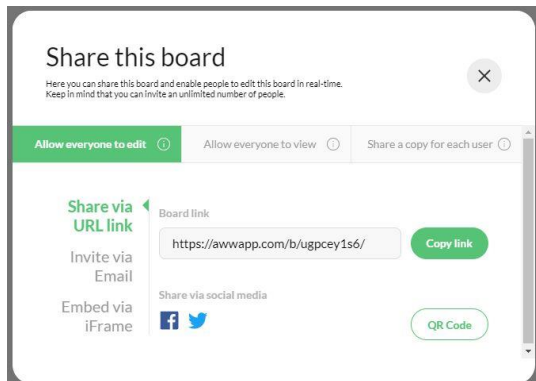 Share this board
Here you can share this board and enable people to edit this board in real-time.
Keep in mind that you can invite an unlimited number of people.
Allow everyone to edit
Allow everyone to view
Share a copy for each user
Share via
URL link
Invite via
Email
Embed via
iFrame
Board link
https://awwapp.com/b/ugpcey1s6/
Copy link
Share via social media
QR Code